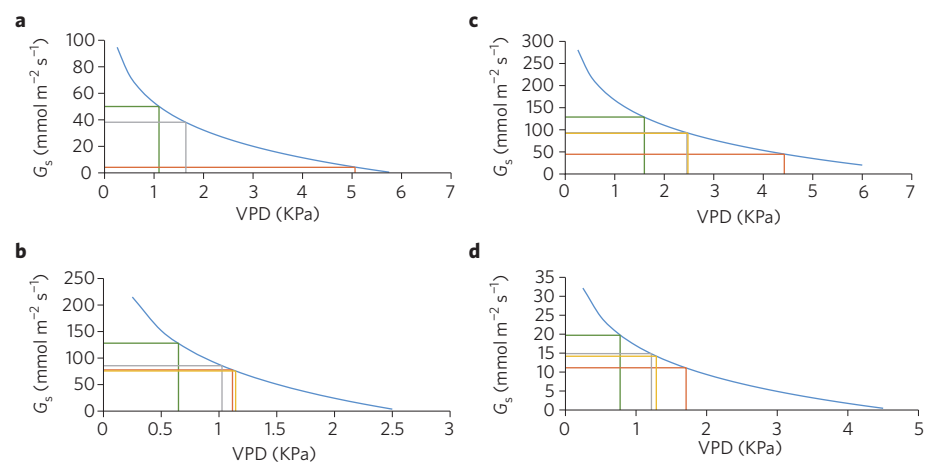 a
100
80
60
40
20
0
Gs (mmol m−2 s−1)
0 1 2 3 4 5 6 7
VPD (KPa)
c
300
250
200
150
100
50
0
Gs (mmol m−2 s−1)
0 1 2 3 4 5 6 7
VPD (KPa)
b
250
200
150
100
50
0
Gs (mmol m−2 s−1)
0 0.5 1 1.5 2 2.5 3
VPD (KPa)
d
35
30
25
20
15
10
5
0
Gs (mmol m−2 s−1)
0 1 2 3 4 5
VPD (KPa)